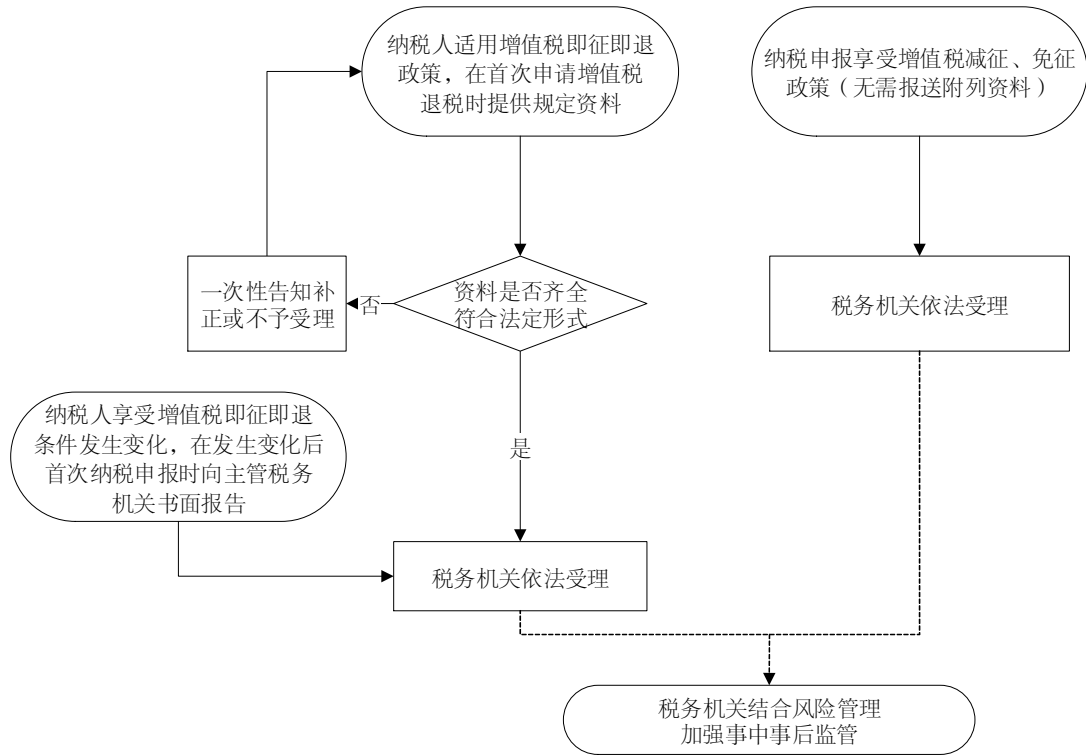 纳税人适用增值税即征即退
政策，在首次申请增值税
退税时提供规定资料
纳税申报享受增值税减征、免征
政策（无需报送附列资料）
一次性告知补
正或不予受理
否
资料是否齐全
符合法定形式
税务机关依法受理
纳税人享受增值税即征即退
条件发生变化，在发生变化后
首次纳税申报时向主管税务
机关书面报告
是
税务机关依法受理
税务机关结合风险管理
加强事中事后监管